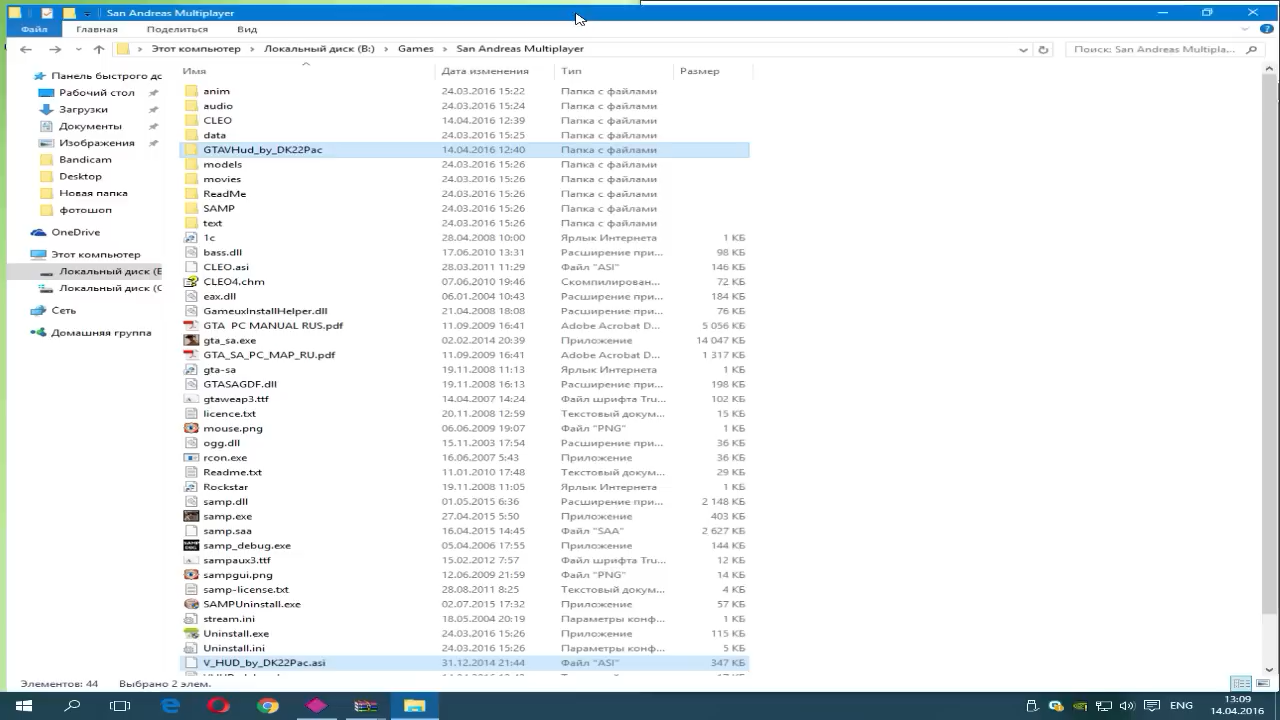 San Andreas Multiplayer
Файл Главная Поделиться Вид
Этот компьютер Локальный диск (B:) Games San Andreas Multiplayer
Поиск: San Andreas Multipla...
Имя Дата изменения Тип Размер
Панель быстрого дс
Рабочий стол
Загрузки
Документы
Изображения
Bandicam
Desktop
Новая папка
фотошоп
OneDrive
Этот компьютер
Локальный диск (E
Локальный диск (C
Сеть
Домашняя группа
anim 24.03.2016 15:22 Папка с файлами
audio 24.03.2016 15:24 Папка с файлами
CLEO 14.04.2016 12:39 Папка с файлами
data 24.03.2016 15:25 Папка с файлами
GTAVHud_by_DK22Pac 14.04.2016 12:40 Папка с файлами
models 24.03.2016 15:26 Папка с файлами
movies 24.03.2016 15:26 Папка с файлами
ReadMe 24.03.2016 15:26 Папка с файлами
SAMP 24.03.2016 15:26 Папка с файлами
text 24.03.2016 15:26 Папка с файлами
1c 28.04.2008 10:00 Ярлык Интернета 1 КБ
bass.dll 17.06.2010 13:31 Расширение при... 98 КБ
CLEO.asi 28.03.2011 11:29 Файл "ASI" 146 КБ
CLEO4.chm 07.06.2010 19:46 Скомпилирован... 72 КБ
eax.dll 06.01.2004 10:43 Расширение при... 184 КБ
GameuxInstallHelper.dll 21.04.2008 18:08 Расширение при... 76 КБ
GTA PC MANUAL RUS.pdf 11.09.2009 16:41 Adobe Acrobat D... 5 056 КБ
gta_sa.exe 02.02.2014 20:39 Приложение 14 047 КБ
GTA_SA_PC_MAP_RU.pdf 11.09.2009 16:41 Adobe Acrobat D... 1 317 КБ
gta-sa 19.11.2008 11:13 Ярлык Интернета 1 КБ
GTASAGDF.dll 19.11.2008 16:13 Расширение при... 198 КБ
gtaweap3.ttf 14.04.2007 14:24 Файл шрифта Tru... 102 КБ
licence.txt 20.11.2008 12:59 Текстовый докум... 15 КБ
mouse.png 06.06.2009 19:07 Файл "PNG" 1 КБ
ogg.dll 15.11.2003 17:54 Расширение при... 36 КБ
rcon.exe 16.06.2007 5:43 Приложение 36 КБ
Readme.txt 11.01.2010 17:48 Текстовый докум... 29 КБ
Rockstar 19.11.2008 11:05 Ярлык Интернета 1 КБ
samp.dll 01.05.2015 6:36 Расширение при... 2 148 КБ
samp.exe 27.04.2015 5:50 Приложение 403 КБ
samp.saa 16.04.2015 14:45 Файл "SAA" 2 627 КБ
samp_debug.exe 05.04.2006 17:55 Приложение 144 КБ
sampaux3.ttf 15.02.2012 7:57 Файл шрифта Tru... 12 КБ
sampgui.png 12.06.2009 21:59 Файл "PNG" 14 КБ
samp-license.txt 28.08.2011 8:25 Текстовый докум... 4 КБ
SAMPUninstall.exe 02.07.2015 17:32 Приложение 57 КБ
stream.ini 18.05.2004 20:19 Параметры конф... 1 КБ
Uninstall.exe 24.03.2016 15:26 Приложение 115 КБ
Uninstall.ini 24.03.2016 15:26 Параметры конф... 5 КБ
V_HUD_by_DK22Pac.asi 31.12.2014 21:44 Файл "ASI" 347 КБ
Элементов: 44 Выбрано 2 элем.
ENG
13:09
14.04.2016